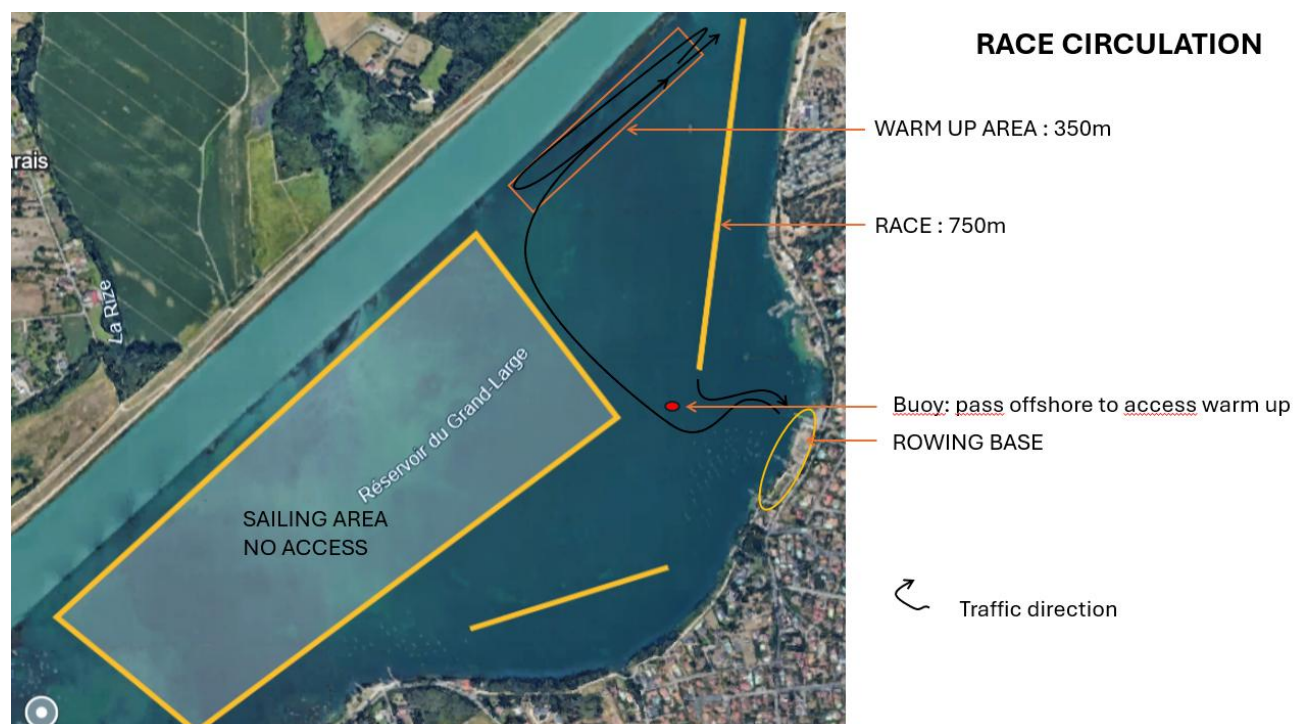 RACE CIRCULATION
WARM UP AREA : 350m
rais
RACE : 750m
La Rize
Réservoir du Grand-Large
Buoy: pass offshore to access warm up
ROWING BASE
SAILING AREA
NO ACCESS
Traffic direction